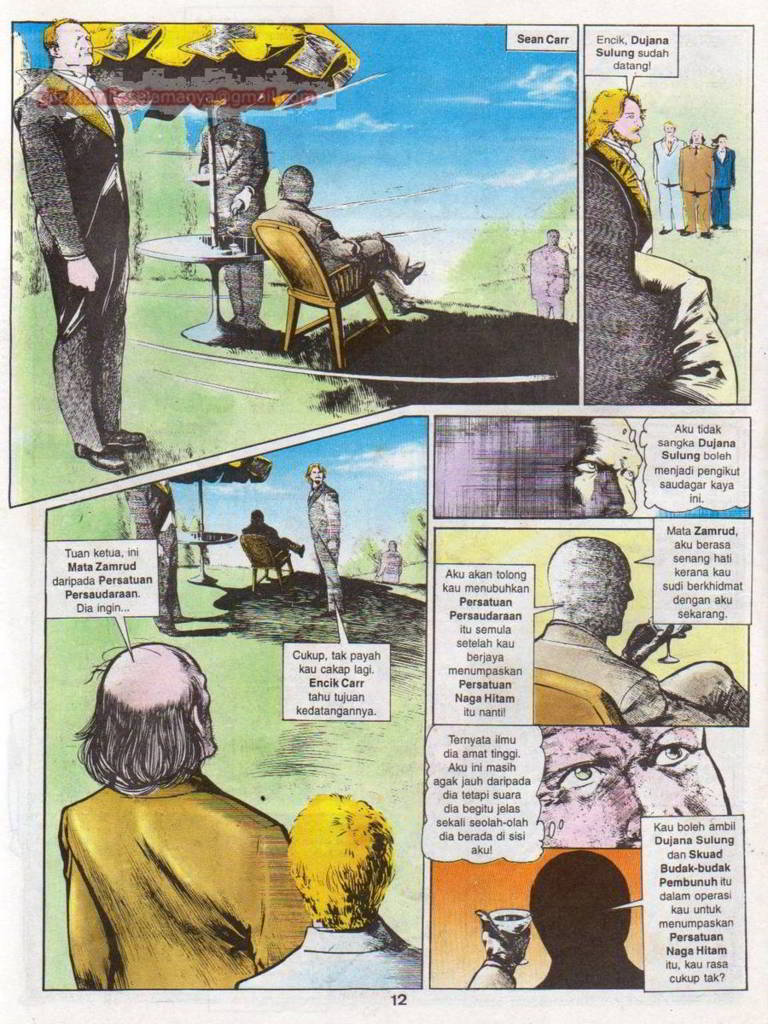 Sean Carr
Encik, Dujana
Sulung sudah
datang!
Tuan ketua, ini
Mata Zamrud
daripada Persatuan
Persaudaraan.
Dia ingin...
Cukup, tak payah
kau cakap lagi.
Encik Carr
tahu tujuan
kedatangannya.
Aku tidak
sangka Dujana
Sulung boleh
menjadi pengikut
saudagar kaya
ini.
Mata Zamrud,
aku berasa
senang hati
kerana kau
sudi berkhidmat
dengan aku
sekarang.
Aku akan tolong
kau menubuhkan
Persatuan
Persaudaraan
itu semula
setelah kau
berjaya
menumpaskan
Persatuan
Naga Hitam
itu nanti!
Ternyata ilmu
dia amat tinggi.
Aku ini masih
agak jauh daripada
dia tetapi suara
dia begitu jelas
sekali seolah-olah
dia berada di sisi
aku!
Kau boleh ambil
Dujana Sulung
dan Skuad
Budak-budak
Pembunuh itu
dalam operasi
kau untuk
menumpaskan
Persatuan
Naga Hitam
itu, kau rasa
cukup tak?
12